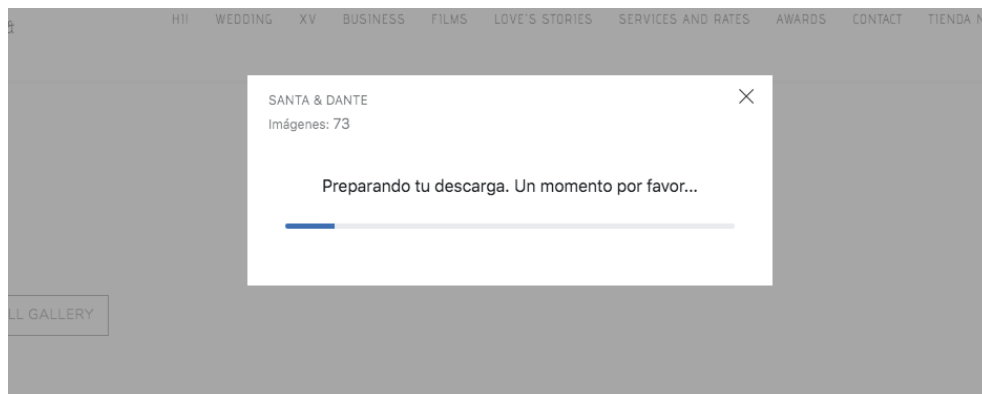 HII WEDDING XV BUSINESS FILMS LOVE'S STORIES SERVICES AND RATES AWARDS CONTACT TIENDA
SANTA & DANTE
Imágenes: 73
Preparando tu descarga. Un momento por favor...
LL GALLERY